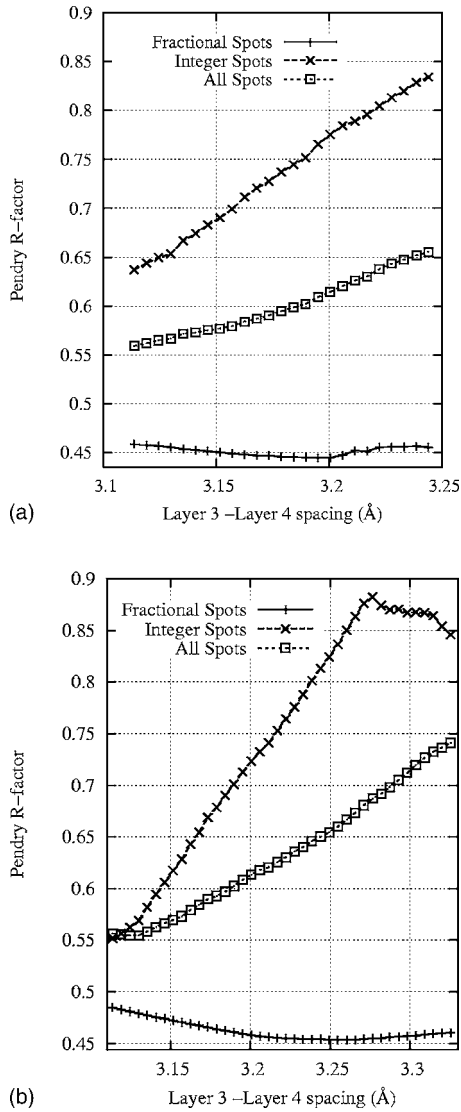 0.9
Fractional Spots
Integer Spots
All Spots
0.85
0.8
0.75
0.7
0.65
0.6
0.55
0.5
0.45
Pendry R-factor
3.1
3.15
3.2
3.25
(a)
Layer 3 -Layer 4 spacing (Å)
0.9
Fractional Spots
Integer Spots
All Spots
0.85
0.8
0.75
0.7
0.65
0.6
0.55
0.5
0.45
Pendry R-factor
3.15
3.2
3.25
3.3
(b)
Layer 3 -Layer 4 spacing (Å)